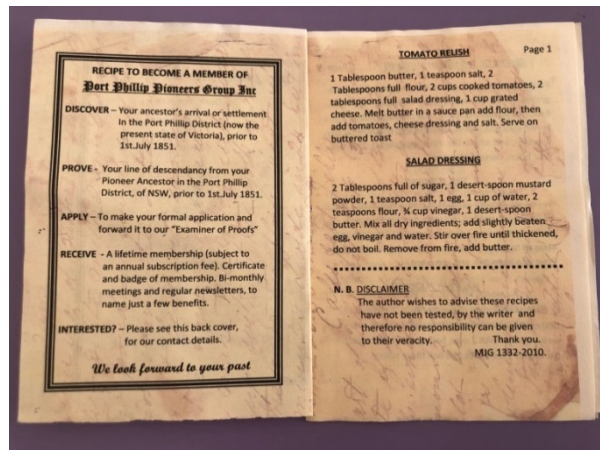 RECIPE TO BECOME A MEMBER OF
Port Phillip Pioneers Group Inc
DISCOVER – Your ancestor's arrival or settlement
In the Port Phillip District (now the
present state of Victoria), prior to
1st.July 1851.
PROVE - Your line of descendancy from your
Pioneer Ancestor in the Port Phillip
District, of NSW, prior to 1st.July 1851.
APPLY – To make your formal application and
forward it to our "Examiner of Proofs"
RECEIVE - A lifetime membership (subject to
an annual subscription fee). Certificate
and badge of membership. Bi-monthly
meetings and regular newsletters, to
name just a few benefits.
INTERESTED? – Please see this back cover,
for our contact details.
We look forward to your past
TOMATO RELISH Page 1
1 Tablespoon butter, 1 teaspoon salt, 2
Tablespoons full flour, 2 cups cooked tomatoes, 2
tablespoons full salad dressing, 1 cup grated
cheese. Melt butter in a sauce pan add flour, then
add tomatoes, cheese dressing and salt. Serve on
buttered toast
SALAD DRESSING
2 Tablespoons full of sugar, 1 desert-spoon mustard
powder, 1 teaspoon salt, 1 egg, 1 cup of water, 2
teaspoons flour, ¾ cup vinegar, 1 desert-spoon
butter. Mix all dry ingredients; add slightly beaten
egg, vinegar and water. Stir over fire until thickened,
do not boil. Remove from fire, add butter.
N. B. DISCLAIMER
The author wishes to advise these recipes
have not been tested, by the writer and
therefore no responsibility can be given
to their veracity. Thank you.
MJG 1332-2010.